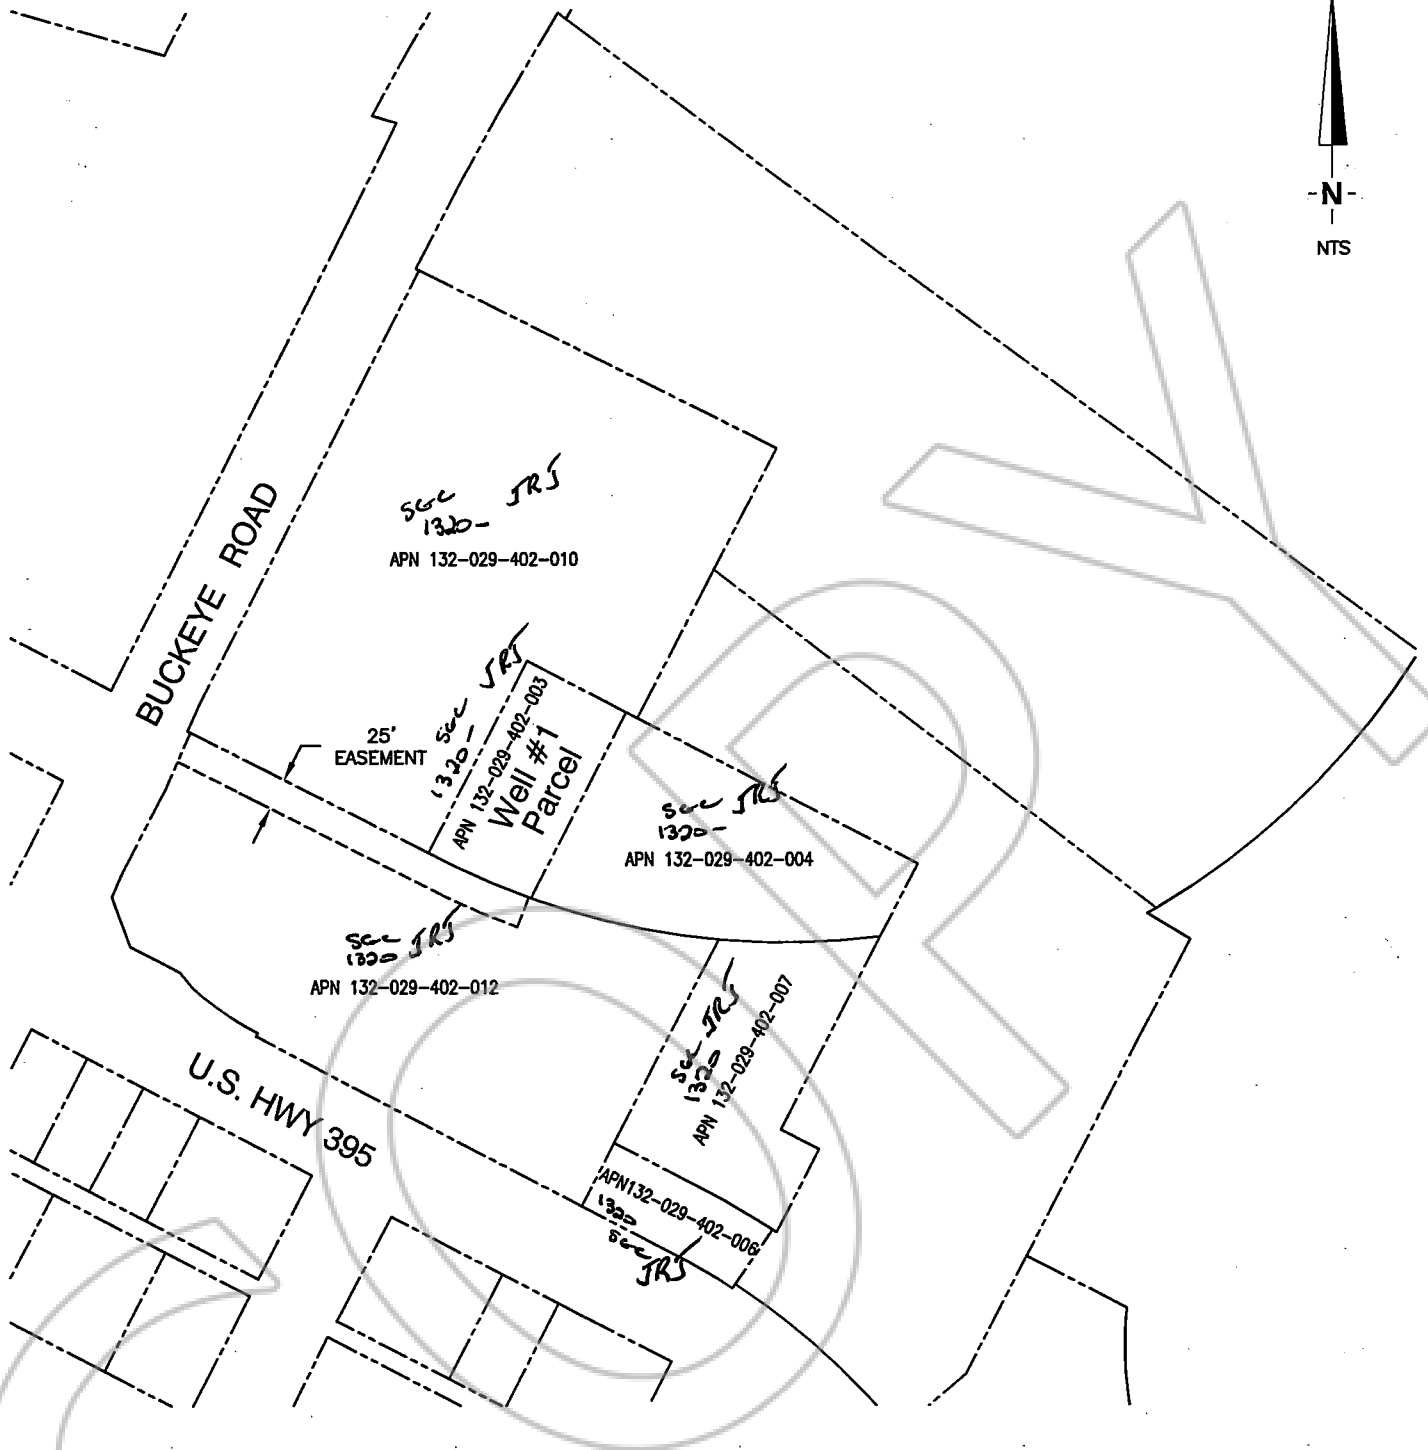 -N-
NTS
SGC JRJ
1320-
APN 132-029-402-010
BUCKEYE ROAD
SGC JRJ
1320-
APN 132-029-402-003
Well #1
Parcel
25'
EASEMENT
SGC JRJ
1320-
APN 132-029-402-004
SGC JRJ
1320
APN 132-029-402-012
SGC JRJ
1320
APN 132-029-402-007
U.S. HWY 395
APN132-029-402-006
1320
SGC
JRJ
COPY